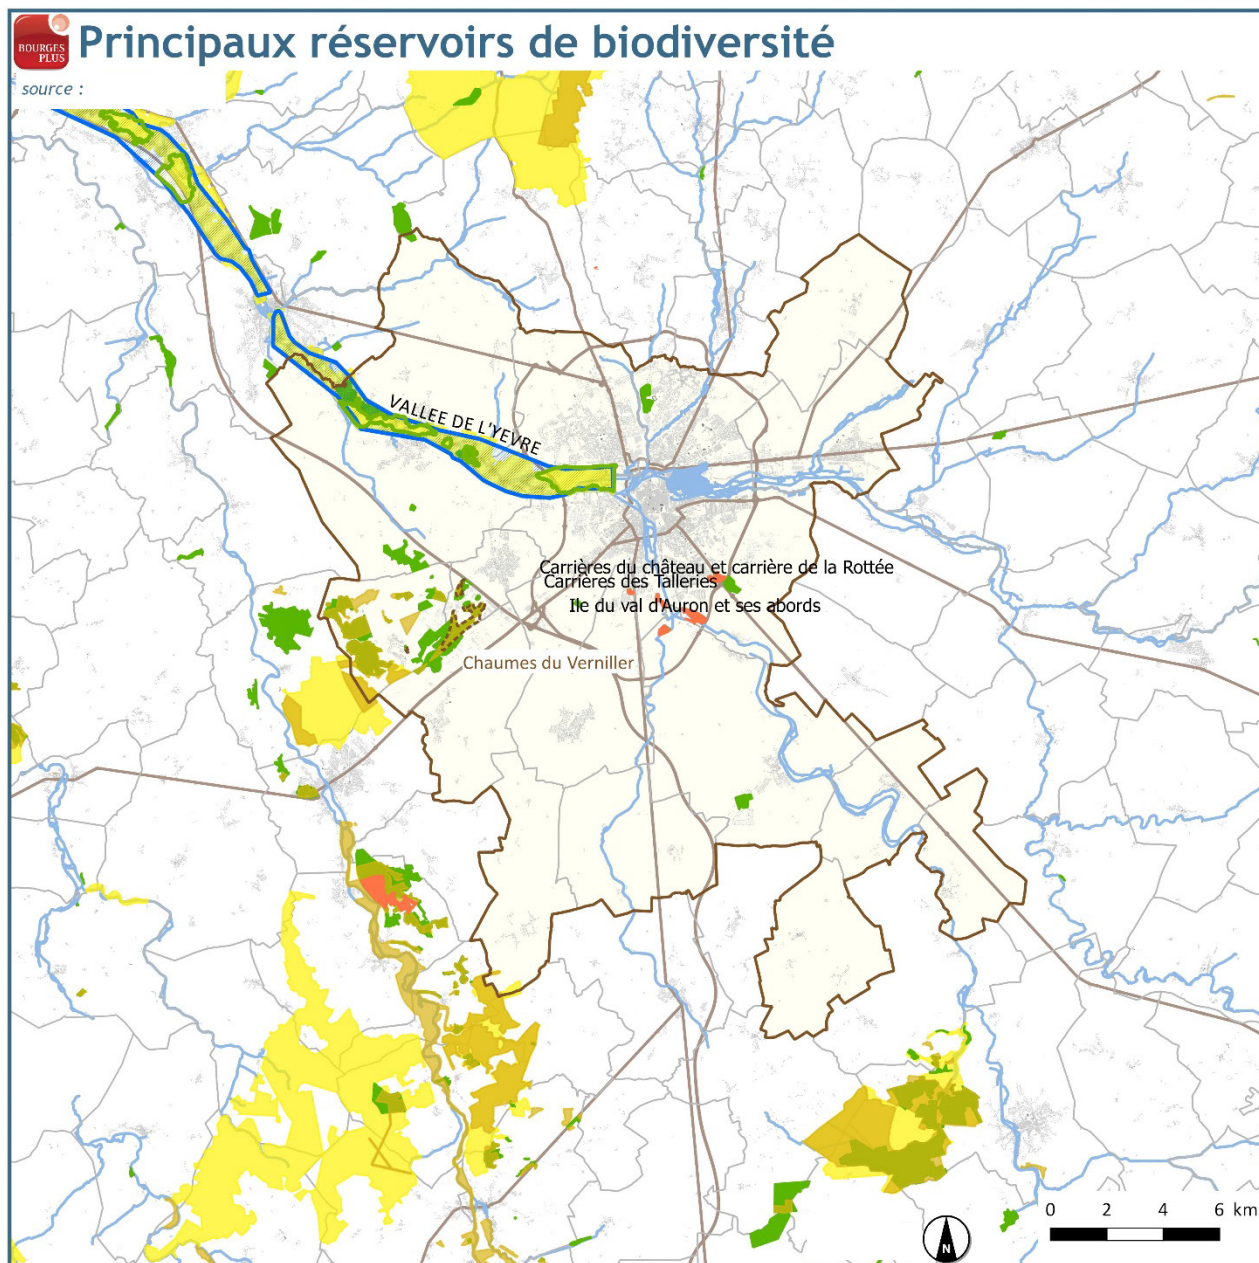 BOURGES
PLUS
Principaux réservoirs de biodiversité
source :
VALLEE DE L'YEVRE
Carrières du château et carrière de la Rottée
Carrières des Talleries
Ile du val d'Auron et ses abords
Chaumes du Verniller
0 2 4 6 km
N